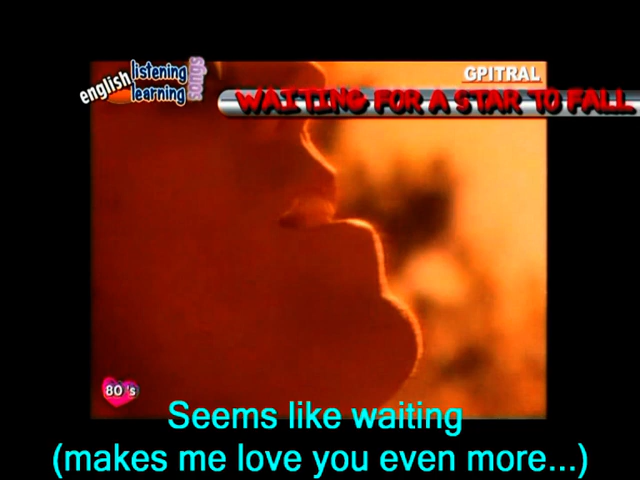 english listening learning songs
GPITRAL
WAITING FOR A STAR TO FALL
80's
Seems like waiting
(makes me love you even more...)